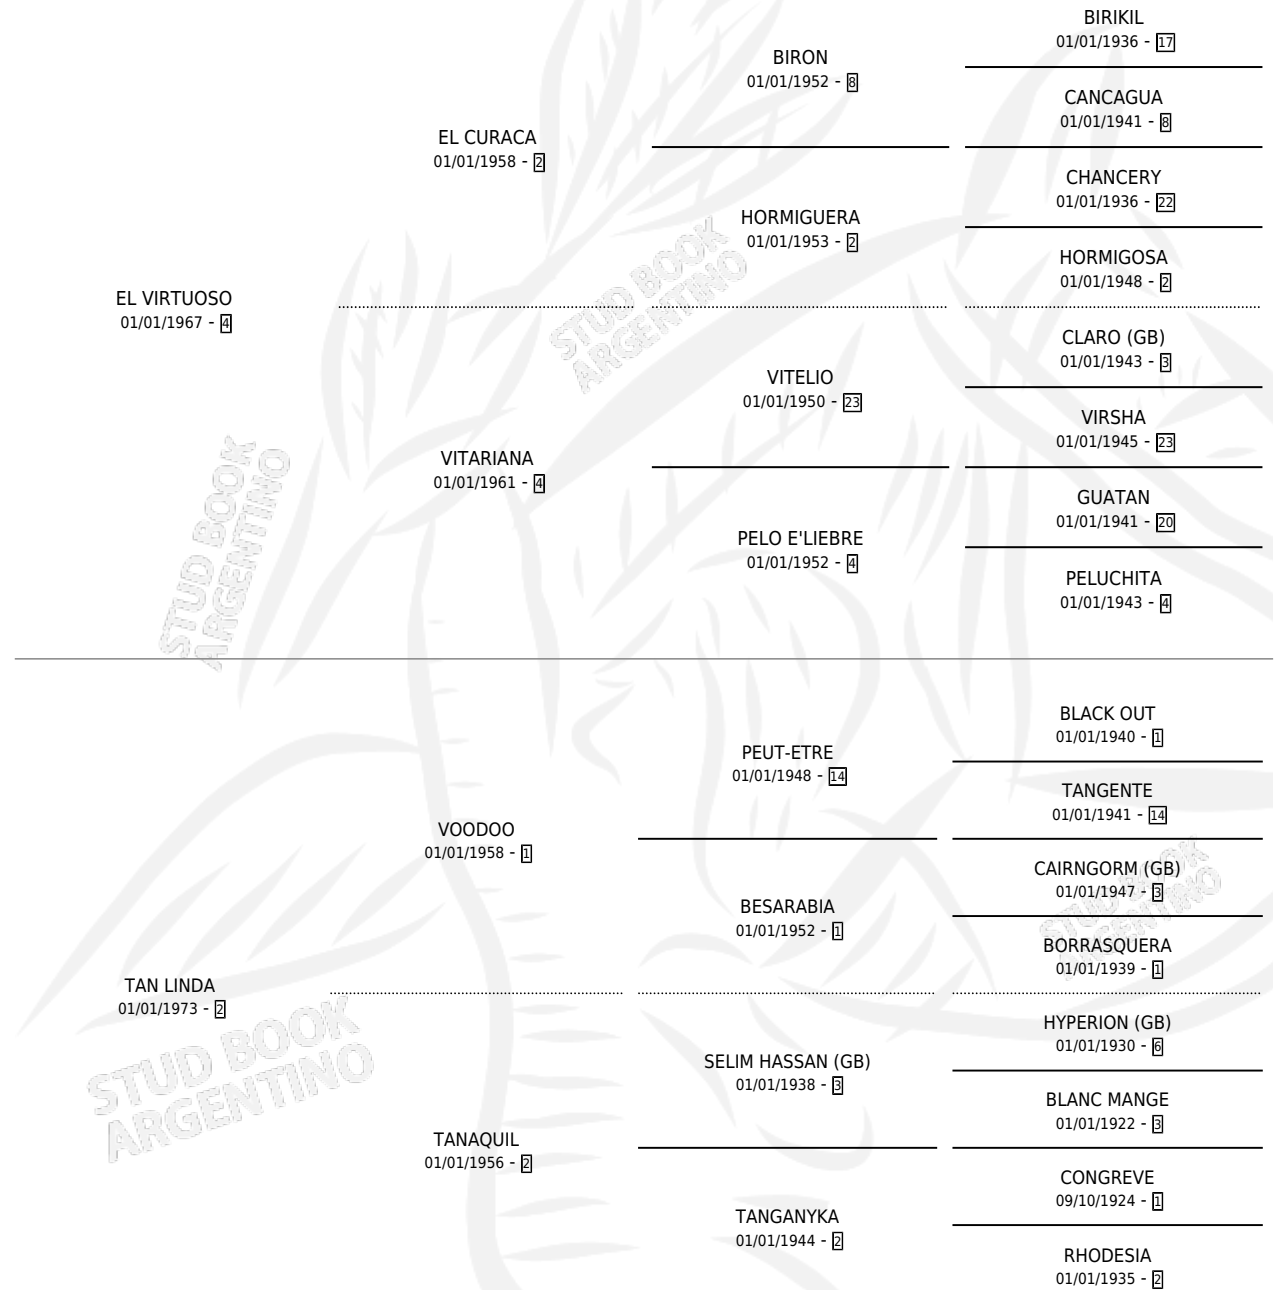 BIRIKIL
01/01/1936 - 17
BIRON
01/01/1952 - 8
CANCAGUA
01/01/1941 - 8
EL CURACA
01/01/1958 - 2
CHANCERY
01/01/1936 - 22
HORMIGUERA
01/01/1953 - 2
HORMIGOSA
01/01/1948 - 2
EL VIRTUOSO
01/01/1967 - 4
CLARO (GB)
01/01/1943 - 3
VITELIO
01/01/1950 - 23
VIRSHA
01/01/1945 - 23
VITARIANA
01/01/1961 - 4
GUATAN
01/01/1941 - 20
PELO E'LIEBRE
01/01/1952 - 4
PELUCHITA
01/01/1943 - 4
BLACK OUT
01/01/1940 - 1
PEUT-ETRE
01/01/1948 - 14
TANGENTE
01/01/1941 - 14
VOODOO
01/01/1958 - 1
CAIRNGORM (GB)
01/01/1947 - 3
BESARABIA
01/01/1952 - 1
BORRASQUERA
01/01/1939 - 1
TAN LINDA
01/01/1973 - 2
HYPERION (GB)
01/01/1930 - 6
SELIM HASSAN (GB)
01/01/1938 - 3
BLANC MANGE
01/01/1922 - 3
TANAQUIL
01/01/1956 - 2
CONGREVE
09/10/1924 - 1
TANGANYKA
01/01/1944 - 2
RHODESIA
01/01/1935 - 2
STUD BOOK
ARGENTINO
STUD BOOK
ARGENTINO
STUD BOOK
ARGENTINO
STUD BOOK
ARGENTINO